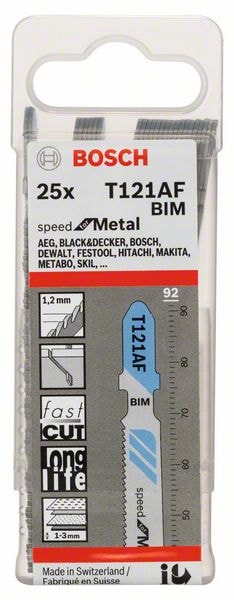 BOSCH
25x T121AF
BIM
speed for Metal
AEG, BLACK&DECKER, BOSCH,
DEWALT, FESTOOL, HITACHI, MAKITA,
METABO, SKIL, ...
92
1,2 mm
90
T121AF
80
fast
CUT
BIM
70
long
life
speed for M
60
1-3 mm
50
Made in Switzerland /
Fabriqué en Suisse